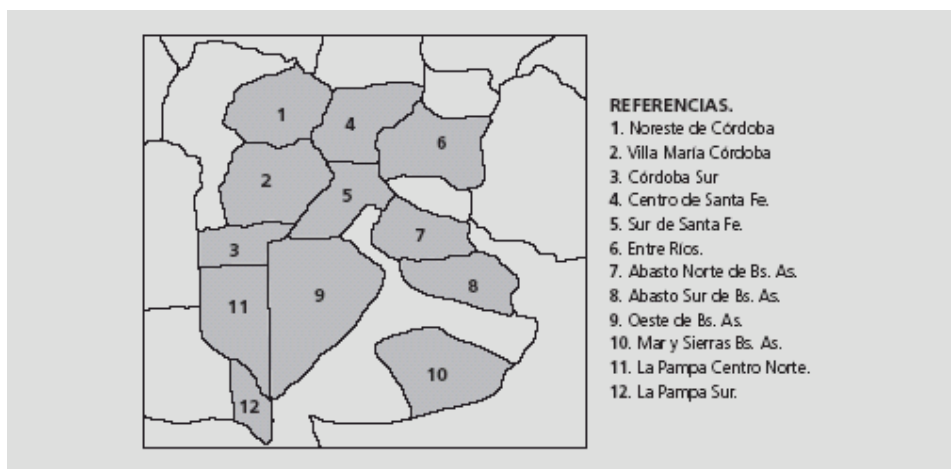 1
4
6
2
5
7
3
8
9
11
10
12
REFERENCIAS.
1. Noreste de Córdoba
2. Villa María Córdoba
3. Córdoba Sur
4. Centro de Santa Fe.
5. Sur de Santa Fe.
6. Entre Ríos.
7. Abasto Norte de Bs. As.
8. Abasto Sur de Bs. As.
9. Oeste de Bs. As.
10. Mar y Sierras Bs. As.
11. La Pampa Centro Norte.
12. La Pampa Sur.